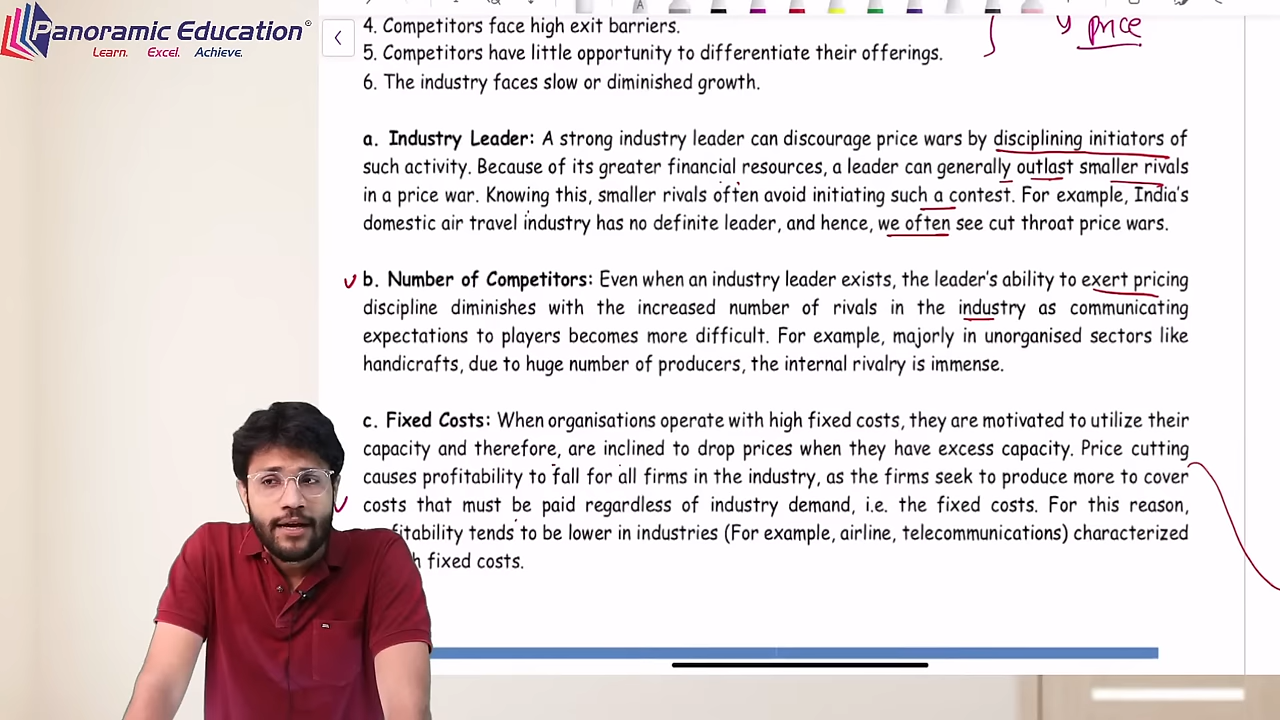 Panoramic Education®
Learn. Excel. Achieve.
price
4. Competitors face high exit barriers.
5. Competitors have little opportunity to differentiate their offerings.
6. The industry faces slow or diminished growth.
a. Industry Leader: A strong industry leader can discourage price wars by disciplining initiators of
such activity. Because of its greater financial resources, a leader can generally outlast smaller rivals
in a price war. Knowing this, smaller rivals often avoid initiating such a contest. For example, India's
domestic air travel industry has no definite leader, and hence, we often see cut throat price wars.
b. Number of Competitors: Even when an industry leader exists, the leader's ability to exert pricing
discipline diminishes with the increased number of rivals in the industry as communicating
expectations to players becomes more difficult. For example, majorly in unorganised sectors like
handicrafts, due to huge number of producers, the internal rivalry is immense.
c. Fixed Costs: When organisations operate with high fixed costs, they are motivated to utilize their
capacity and therefore, are inclined to drop prices when they have excess capacity. Price cutting
causes profitability to fall for all firms in the industry, as the firms seek to produce more to cover
costs that must be paid regardless of industry demand, i.e. the fixed costs. For this reason,
fitability tends to be lower in industries (For example, airline, telecommunications) characterized
h fixed costs.